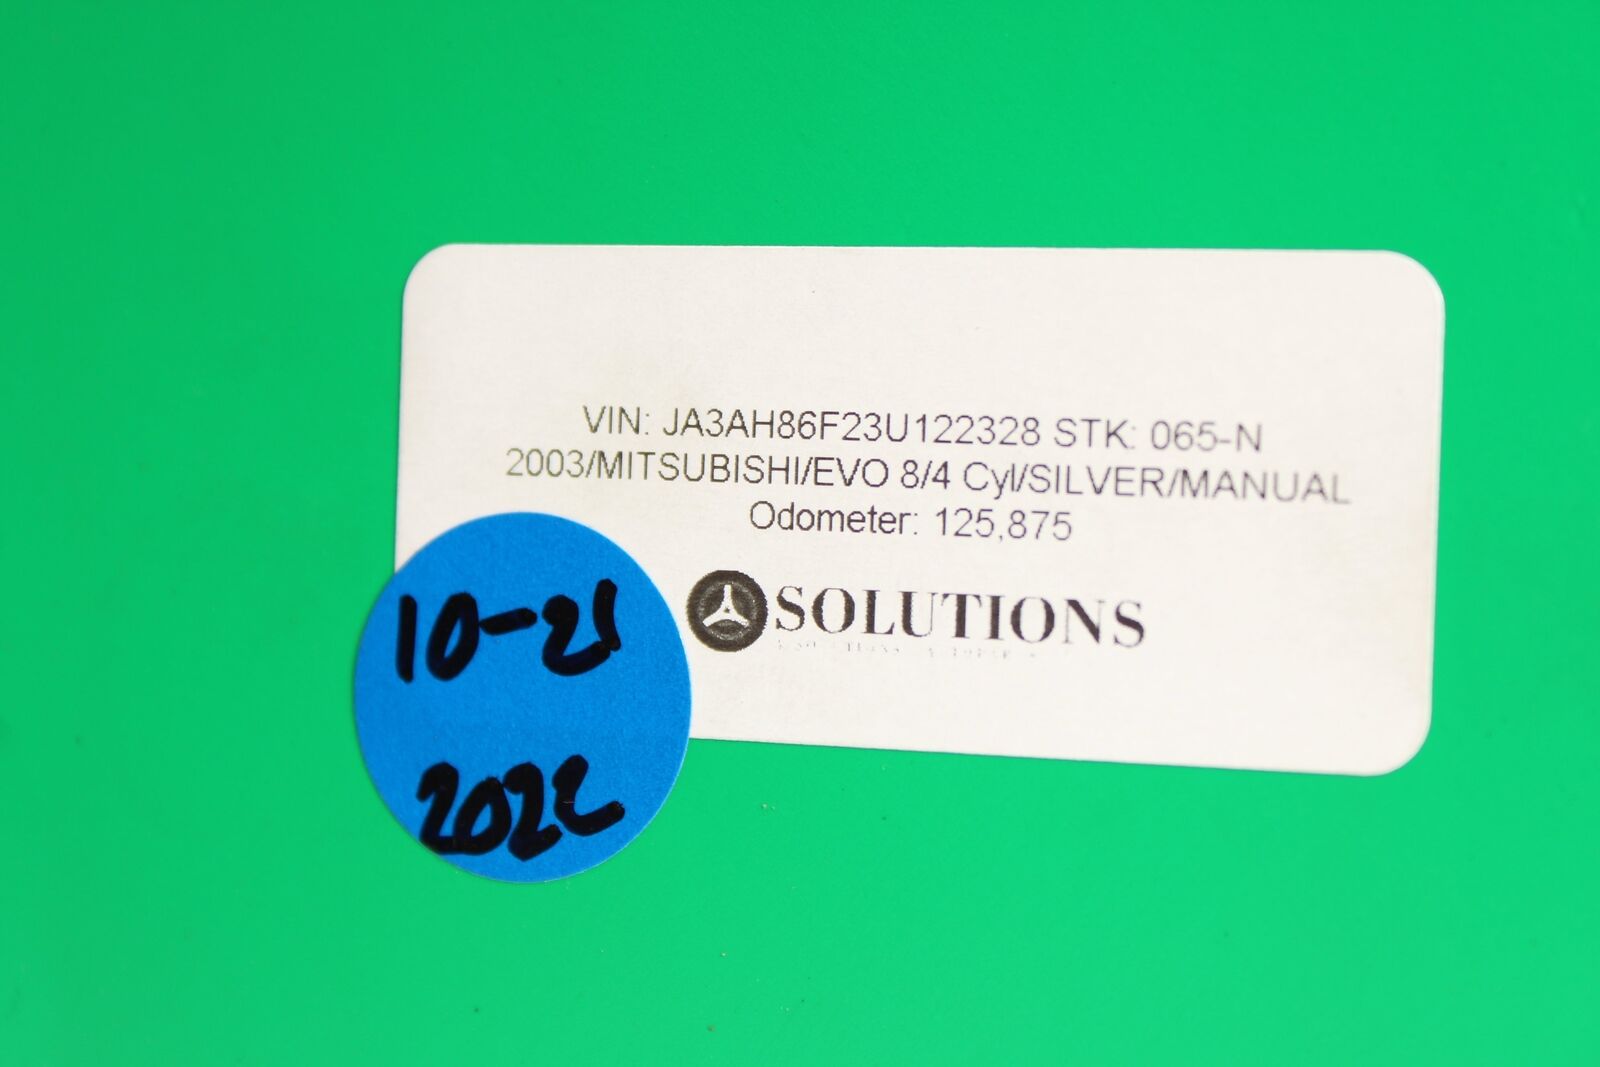 VIN: JA3AH86F23U122328 STK: 065-N
2003/MITSUBISHI/EVO 8/4 Cyl/SILVER/MANUAL
Odometer: 125,875
SOLUTIONS
10-21
2022